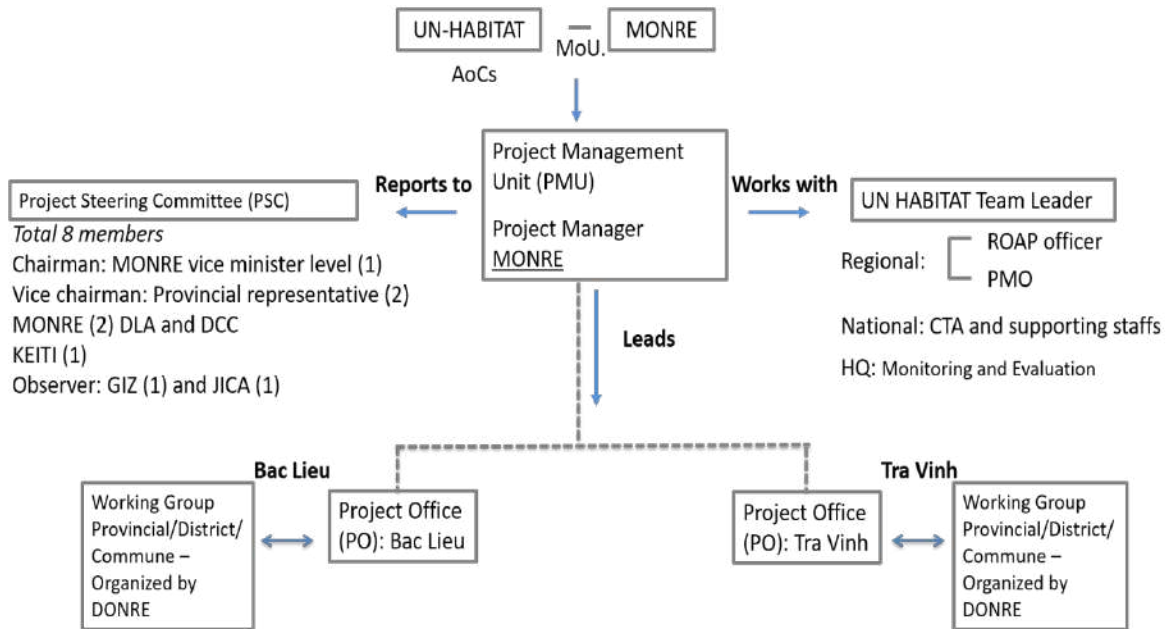 UN-HABITAT
MONRE
MoU.
AoCs
Project Management
Unit (PMU)
Project Manager
MONRE
Reports to
Works with
Project Steering Committee (PSC)
Total 8 members
Chairman: MONRE vice minister level (1)
Vice chairman: Provincial representative (2)
MONRE (2) DLA and DCC
KEITI (1)
Observer: GIZ (1) and JICA (1)
UN HABITAT Team Leader
Regional:
ROAP officer
PMO
National: CTA and supporting staffs
HQ: Monitoring and Evaluation
Leads
Bac Lieu
Working Group
Provincial/District/
Commune –
Organized by
DONRE
Project Office
(PO): Bac Lieu
Tra Vinh
Project Office
(PO): Tra Vinh
Working Group
Provincial/District/
Commune –
Organized by
DONRE